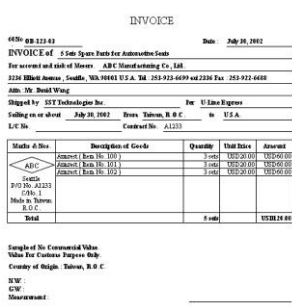 INVOICE
No OB-123-03 Date: July 30, 2002
INVOICE of 5 Sets Spare Parts for Automotive Seats
For account and risk of Messrs. ABC Manufacturing Co., Ltd.
3236 Elliott Avenue, Seattle, WA 98001 U.S.A. Tel. :253-923-6699 ext 2336 Fax : 253-922-6688
Attn :Mr. David Wang
Shipped by SST Technologies Inc. Per U-Line Express
Sailing on or about July 30, 2002 From Taiwan, R.O.C. to U.S.A.
L/C No. Contract No. A1233
Marks & Nos. Description of Goods Quantity Unit Price Amount
Armrest (Item No. 100) 3 sets USD20.00 USD60.00
ABC Armrest (Item No. 101) 3 sets USD20.00 USD60.00
Armrest (Item No. 102) 3 sets USD20.00 USD60.00
Seattle
P/O No. A1233
C/No. 1
Made in Taiwan
R.O.C.
Total 5 sets
Sample of No Commercial Value
Value For Customs Purpose Only.
Country of Origin : Taiwan, R.O.C.
N.W. :
G.W. :
Measurement :